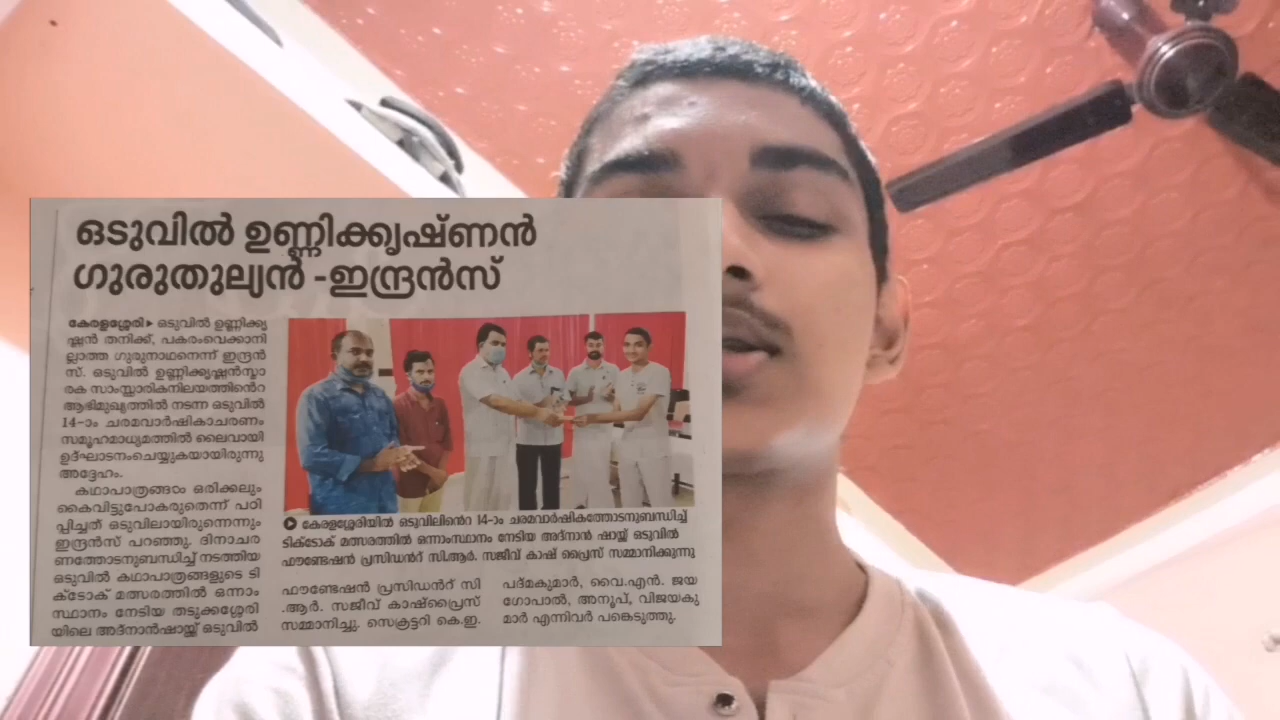 ഒടുവിൽ ഉണ്ണിക്കൃഷ്ണൻ
ഗുരുതുല്യൻ -ഇന്ദ്രൻസ്
കേരളശ്ശേരി ▸ ഒടുവിൽ ഉണ്ണിക്കൃ
ഷ്ണൻ തനിക്ക്, പകരംവെക്കാനി
ല്ലാത്ത ഗുരുനാഥനെന്ന് ഇന്ദ്രൻ
സ്. ഒടുവിൽ ഉണ്ണിക്കൃഷ്ണൻസ്മാ
രക സാംസ്കാരികനിലയത്തിന്റെ
ആഭിമുഖ്യത്തിൽ നടന്ന ഒടുവിൽ
14-ാം ചരമവാർഷികാചരണം
സമൂഹമാധ്യമത്തിൽ ലൈവായി
ഉദ്ഘാടനംചെയ്യുകയായിരുന്നു
അദ്ദേഹം.
കഥാപാത്രങ്ങൾ ഒരിക്കലും
കൈവിട്ടുപോകരുതെന്ന് പഠി
പ്പിച്ചത് ഒടുവിലായിരുന്നെന്നും
ഇന്ദ്രൻസ് പറഞ്ഞു. ദിനാചര
ണത്തോടനുബന്ധിച്ച് നടത്തിയ
ഒടുവിൽ കഥാപാത്രങ്ങളുടെ ടി
ക്ടോക് മത്സരത്തിൽ ഒന്നാം
സ്ഥാനം നേടിയ തടുക്കശ്ശേരി
യിലെ അദ്നാൻഷായ്ക്ക് ഒടുവിൽ
കേരളശ്ശേരിയിൽ ഒടുവിലിന്റെ 14-ാം ചരമവാർഷികത്തോടനുബന്ധിച്ച്
ടിക്ടോക് മത്സരത്തിൽ ഒന്നാംസ്ഥാനം നേടിയ അദ്നാൻ ഷായ്ക്ക് ഒടുവിൽ
ഫൗണ്ടേഷൻ പ്രസിഡന്റ് സി.ആർ. സജീവ് കാഷ് പ്രൈസ് സമ്മാനിക്കുന്നു
ഫൗണ്ടേഷൻ പ്രസിഡന്റ് സി
.ആർ. സജീവ് കാഷ്പ്രൈസ്
സമ്മാനിച്ചു. സെക്രട്ടറി കെ.ഇ.
പദ്മകുമാർ, വൈ.എൻ. ജയ
ഗോപാൽ, അനൂപ്, വിജയകു
മാർ എന്നിവർ പങ്കെടുത്തു.